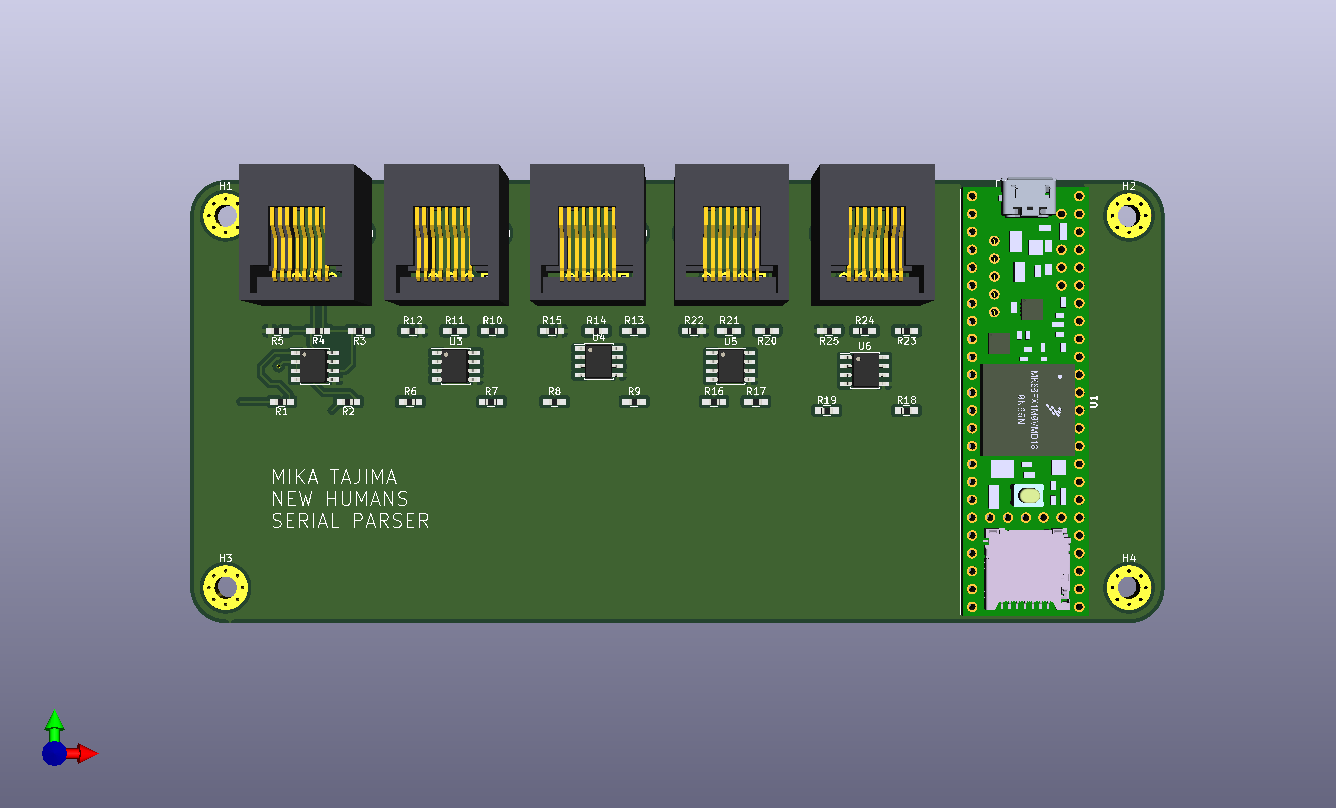 H1
H2
R12 R11 R10 R15 R14 R13 R22 R21 R24
R5 R4 R3 U3 U4 U5 R20 R25 U6 R23
R1 R2 R6 R7 R8 R9 R16 R17 R19 R18
U1
MIKA TAJIMA
NEW HUMANS
SERIAL PARSER
H3
H4